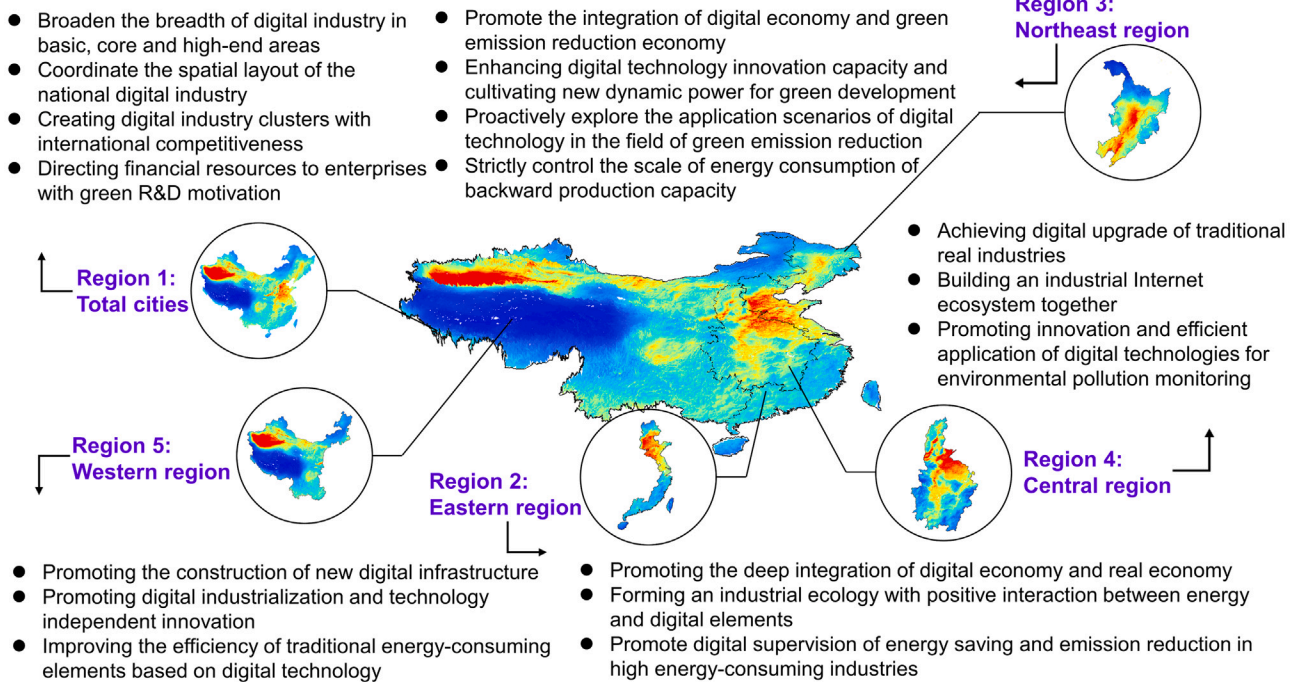 ● Broaden the breadth of digital industry in
basic, core and high-end areas
● Coordinate the spatial layout of the
national digital industry
● Creating digital industry clusters with
international competitiveness
● Directing financial resources to enterprises
with green R&D motivation
● Promote the integration of digital economy and green
emission reduction economy
● Enhancing digital technology innovation capacity and
cultivating new dynamic power for green development
● Proactively explore the application scenarios of digital
technology in the field of green emission reduction
● Strictly control the scale of energy consumption of
backward production capacity
Region 3:
Northeast region
● Achieving digital upgrade of traditional
real industries
● Building an industrial Internet
ecosystem together
● Promoting innovation and efficient
application of digital technologies for
environmental pollution monitoring
Region 1:
Total cities
Region 5:
Western region
Region 2:
Eastern region
Region 4:
Central region
● Promoting the construction of new digital infrastructure
● Promoting digital industrialization and technology
independent innovation
● Improving the efficiency of traditional energy-consuming
elements based on digital technology
● Promoting the deep integration of digital economy and real economy
● Forming an industrial ecology with positive interaction between energy
and digital elements
● Promote digital supervision of energy saving and emission reduction in
high energy-consuming industries